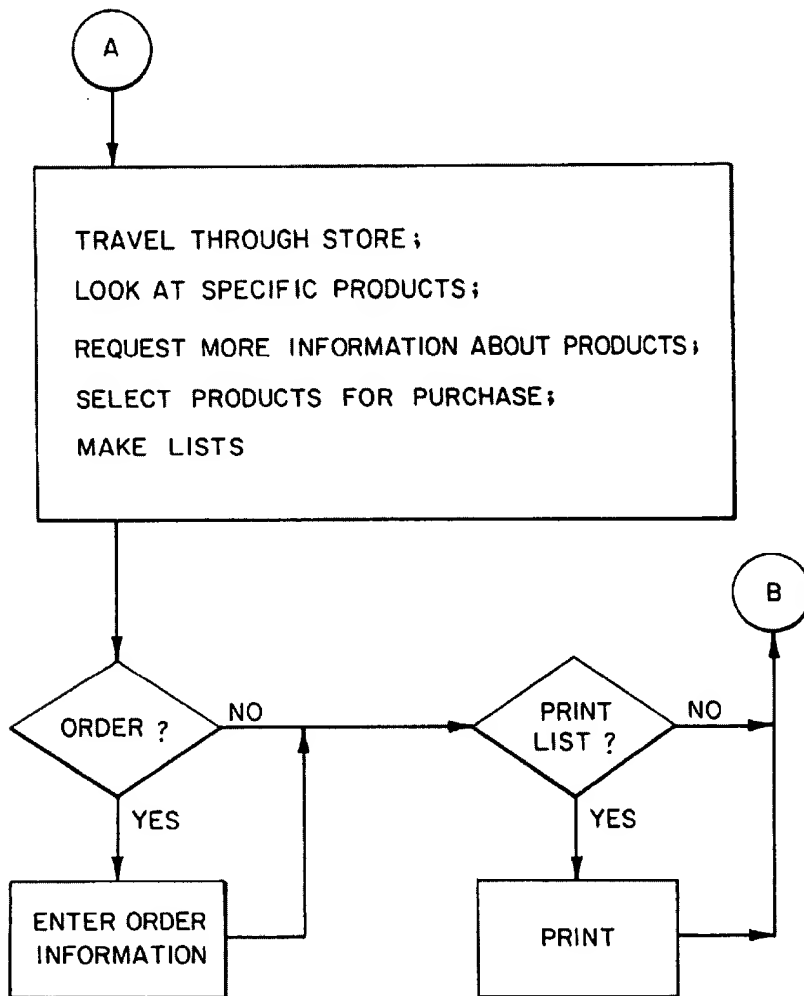 A
TRAVEL THROUGH STORE;
LOOK AT SPECIFIC PRODUCTS;
REQUEST MORE INFORMATION ABOUT PRODUCTS;
SELECT PRODUCTS FOR PURCHASE;
MAKE LISTS
B
ORDER ?
NO
YES
ENTER ORDER
INFORMATION
PRINT
LIST ?
NO
YES
PRINT